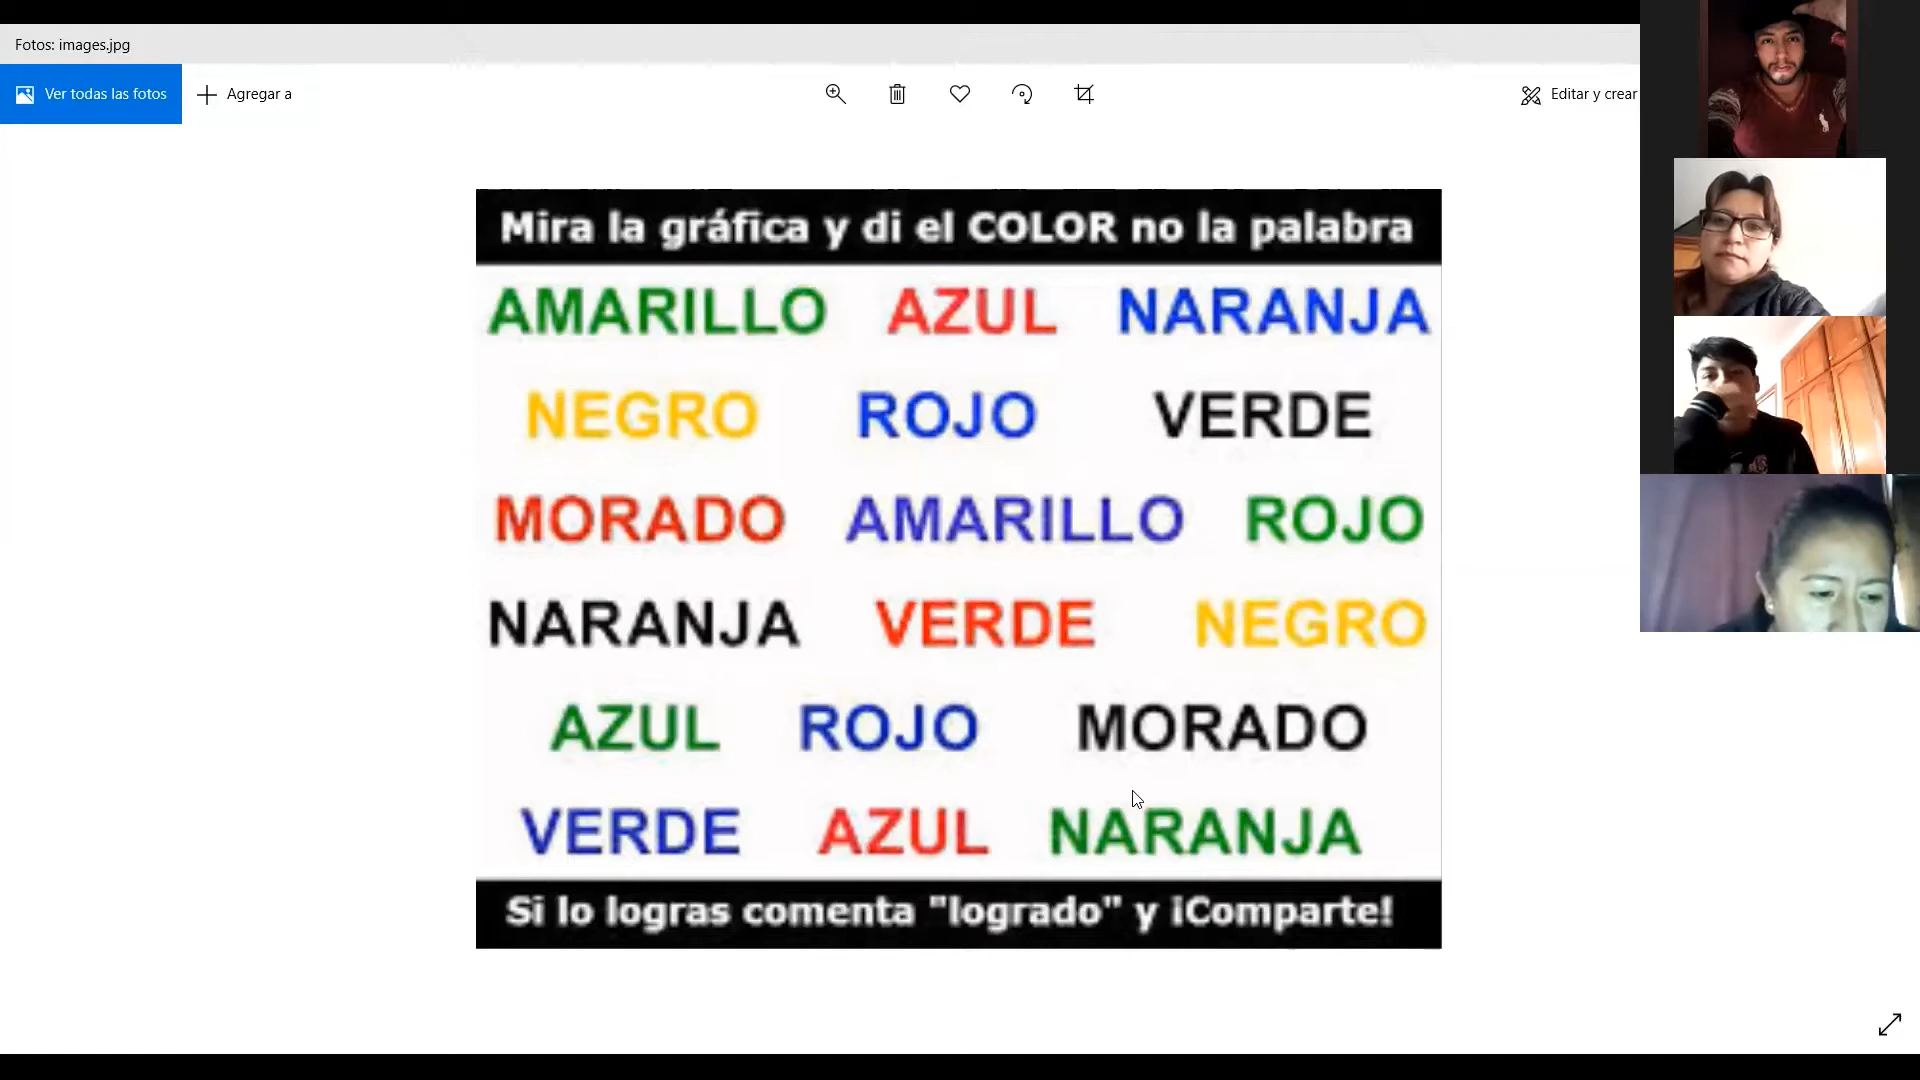 Fotos: images.jpg
Ver todas las fotos Agregar a Editar y crear
Mira la gráfica y di el COLOR no la palabra
AMARILLO AZUL NARANJA
NEGRO ROJO VERDE
MORADO AMARILLO ROJO
NARANJA VERDE NEGRO
AZUL ROJO MORADO
VERDE AZUL NARANJA
Si lo logras comenta "logrado" y ¡Comparte!